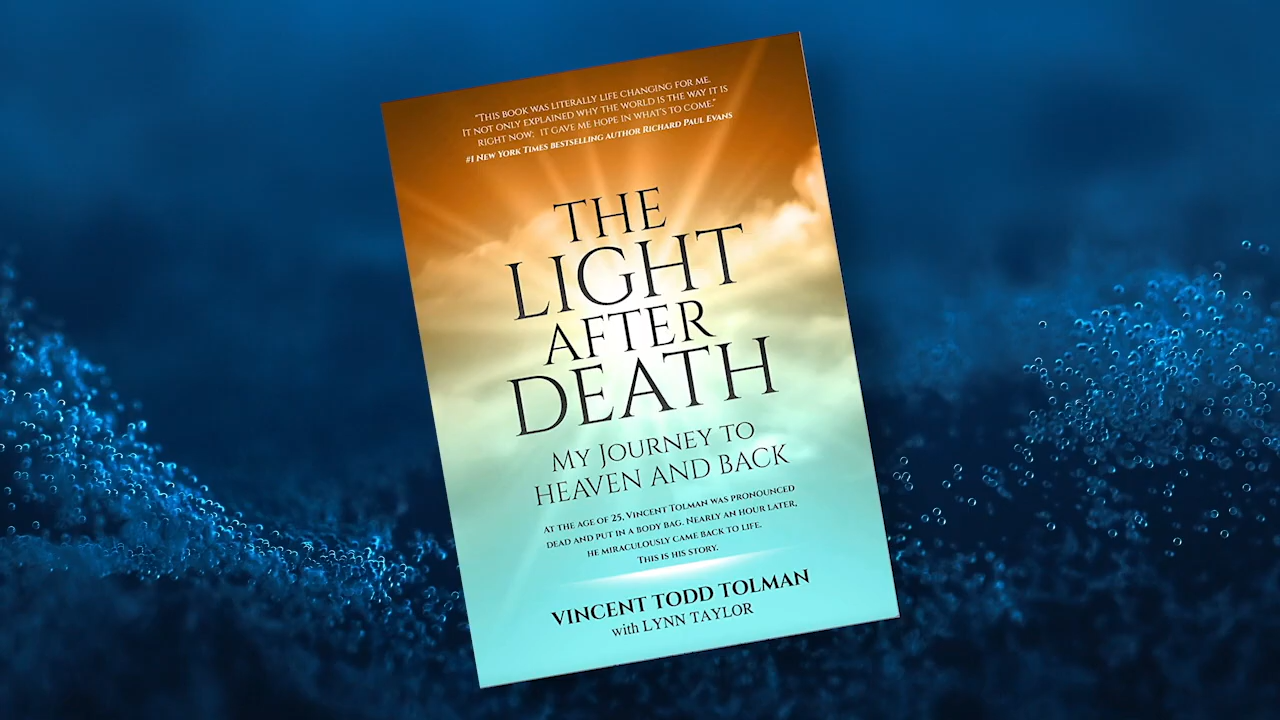 "THIS BOOK WAS LITERALLY LIFE CHANGING FOR ME.
IT NOT ONLY EXPLAINED WHY THE WORLD IS THE WAY IT IS
RIGHT NOW; IT GAVE ME HOPE IN WHAT'S TO COME."
#1 NEW YORK TIMES BESTSELLING AUTHOR RICHARD PAUL EVANS
THE
LIGHT
AFTER
DEATH
MY JOURNEY TO
HEAVEN AND BACK
AT THE AGE OF 25, VINCENT TOLMAN WAS PRONOUNCED
DEAD AND PUT IN A BODY BAG. NEARLY AN HOUR LATER,
HE MIRACULOUSLY CAME BACK TO LIFE.
THIS IS HIS STORY.
VINCENT TODD TOLMAN
with LYNN TAYLOR